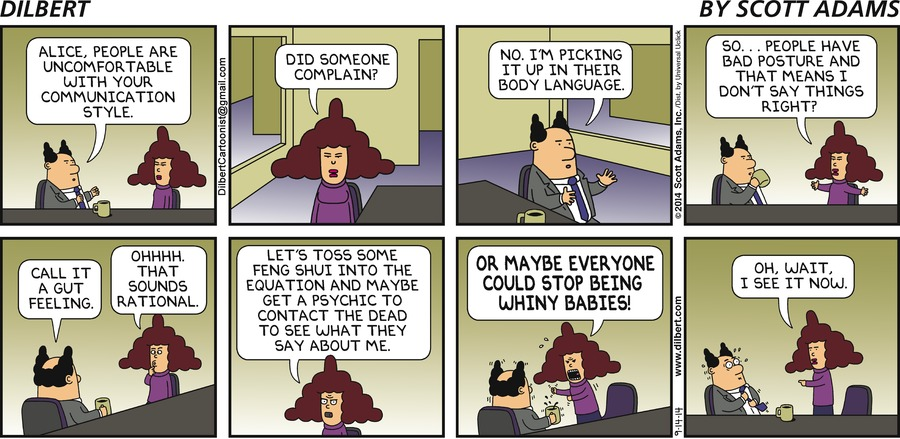 DILBERT
BY SCOTT ADAMS
ALICE, PEOPLE ARE
UNCOMFORTABLE
WITH YOUR
COMMUNICATION
STYLE.
DilbertCartoonist@gmail.com
DID SOMEONE
COMPLAIN?
NO. I'M PICKING
IT UP IN THEIR
BODY LANGUAGE.
©2014 Scott Adams, Inc. /Dist. by Universal Uclick
SO. . . PEOPLE HAVE
BAD POSTURE AND
THAT MEANS I
DON'T SAY THINGS
RIGHT?
CALL IT
A GUT
FEELING.
OHHHH.
THAT
SOUNDS
RATIONAL.
LET'S TOSS SOME
FENG SHUI INTO THE
EQUATION AND MAYBE
GET A PSYCHIC TO
CONTACT THE DEAD
TO SEE WHAT THEY
SAY ABOUT ME.
OR MAYBE EVERYONE
COULD STOP BEING
WHINY BABIES!
9-14-14 www.dilbert.com
OH, WAIT,
I SEE IT NOW.